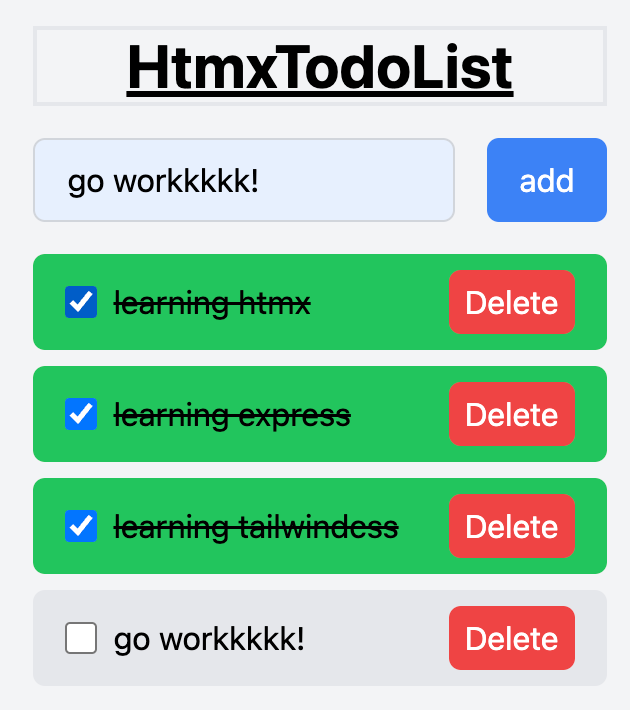 HtmxTodoList
go workkkkk! add
learning htmx Delete
learning express Delete
learning tailwindcss Delete
go workkkkk! Delete